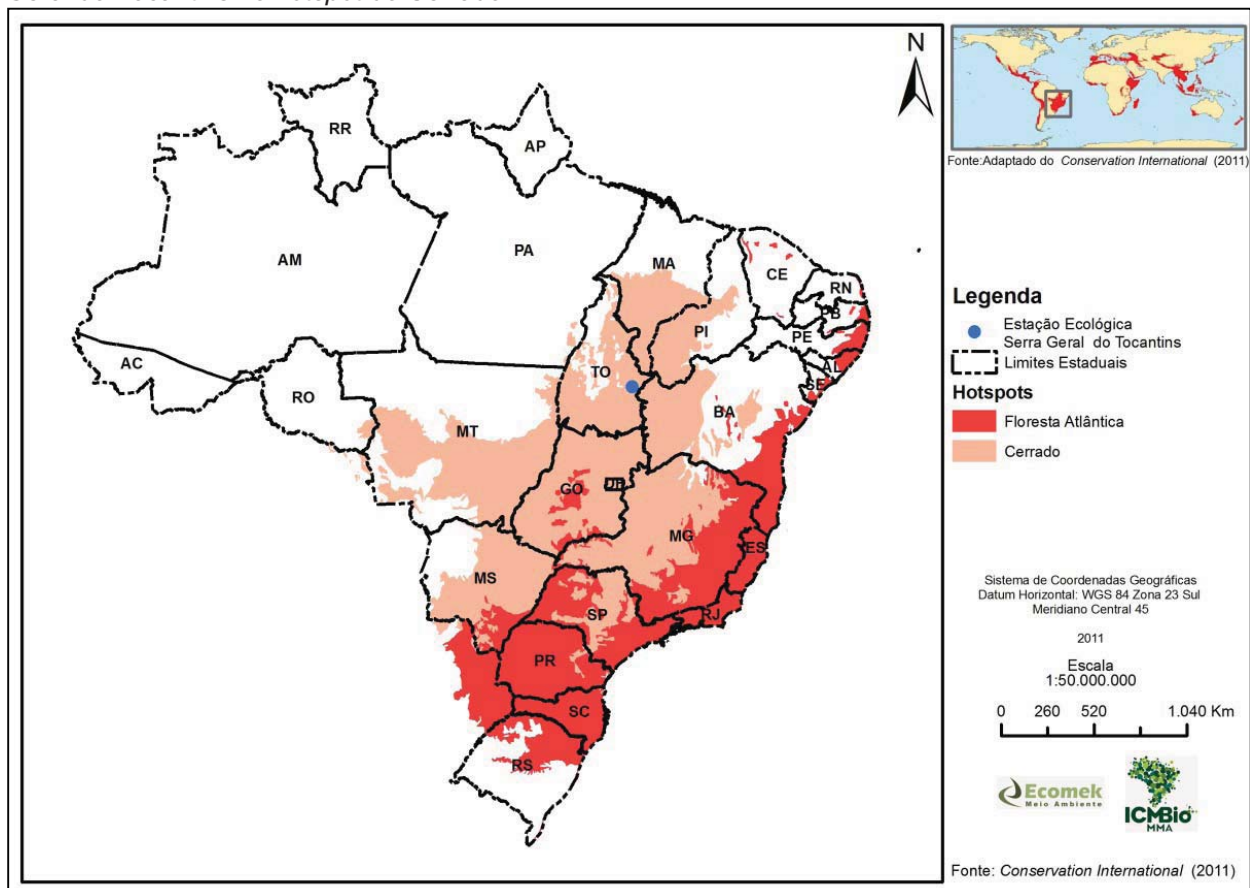 N
RR
AP
AM
PA
MA
CE
RN
PB
PI
PE
AC
TO
AL
SE
RO
BA
MT
GO
DF
MG
ES
MS
SP
RJ
PR
SC
RS
Fonte:Adaptado do Conservation International (2011)
Legenda
Estação Ecológica
Serra Geral do Tocantins
Limites Estaduais
Hotspots
Floresta Atlântica
Cerrado
Sistema de Coordenadas Geográficas
Datum Horizontal: WGS 84 Zona 23 Sul
Meridiano Central 45
2011
Escala
1:50.000.000
0 260 520 1.040 Km
Ecomek
Meio Ambiente
ICMBio
MMA
Fonte: Conservation International (2011)